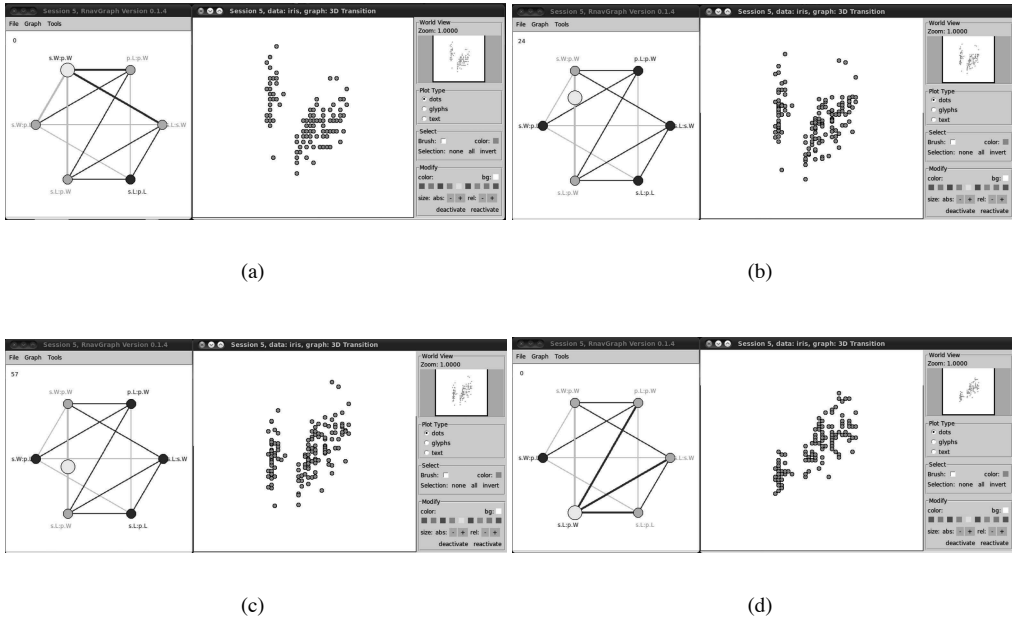 Session 5, RnavGraph Version 0.1.4
Session 5, data: iris, graph: 3D Transition
File Graph Tools
0
s.W:p.W
p.L:p.W
s.W:p.L
s.L:s.W
s.L:p.W
s.L:p.L
World View
Zoom: 1.0000
Plot Type
dots
glyphs
text
Select
Brush: color:
Selection: none all invert
Modify
color: bg:
size: abs: - + rel: - +
deactivate reactivate
(a)
Session 5, RnavGraph Version 0.1.4
Session 5, data: iris, graph: 3D Transition
File Graph Tools
24
s.W:p.W
p.L:p.W
s.L:p.W
s.L:p.L
World View
Zoom: 1.0000
Plot Type
dots
glyphs
text
Select
Brush: color:
Selection: none all invert
Modify
color: bg:
size: abs: - + rel: - +
deactivate reactivate
(b)
Session 5, RnavGraph Version 0.1.4
Session 5, data: iris, graph: 3D Transition
File Graph Tools
57
s.W:p.W
p.L:p.W
s.L:p.W
s.L:p.L
World View
Zoom: 1.0000
Plot Type
dots
glyphs
text
Select
Brush: color:
Selection: none all invert
Modify
color: bg:
size: abs: - + rel: - +
deactivate reactivate
(c)
Session 5, RnavGraph Version 0.1.4
Session 5, data: iris, graph: 3D Transition
File Graph Tools
0
s.W:p.W
p.L:p.W
s.L:p.W
s.L:p.L
World View
Zoom: 1.0000
Plot Type
dots
glyphs
text
Select
Brush: color:
Selection: none all invert
Modify
color: bg:
size: abs: - + rel: - +
deactivate reactivate
(d)